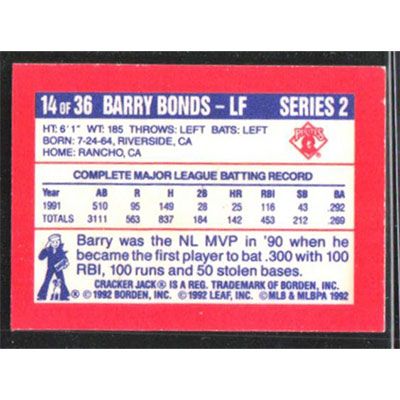 14 OF 36 BARRY BONDS – LF SERIES 2
HT: 6'1" WT: 185 THROWS: LEFT BATS: LEFT
BORN: 7-24-64, RIVERSIDE, CA
HOME: RANCHO, CA
PIRATES
COMPLETE MAJOR LEAGUE BATTING RECORD
Year AB R H 2B 3B HR RBI SB BA
1991 510 95 149 28 5 25 116 43 .292
TOTALS 3111 563 837 184 142 453 212 .269
Barry was the NL MVP in '90 when he
became the first player to bat .300 with 100
RBI, 100 runs and 50 stolen bases.
CRACKER JACK® IS A REG. TRADEMARK OF BORDEN, INC.
©1992 BORDEN, INC. ©1992 LEAF, INC. ©MLB & MLBPA 1992